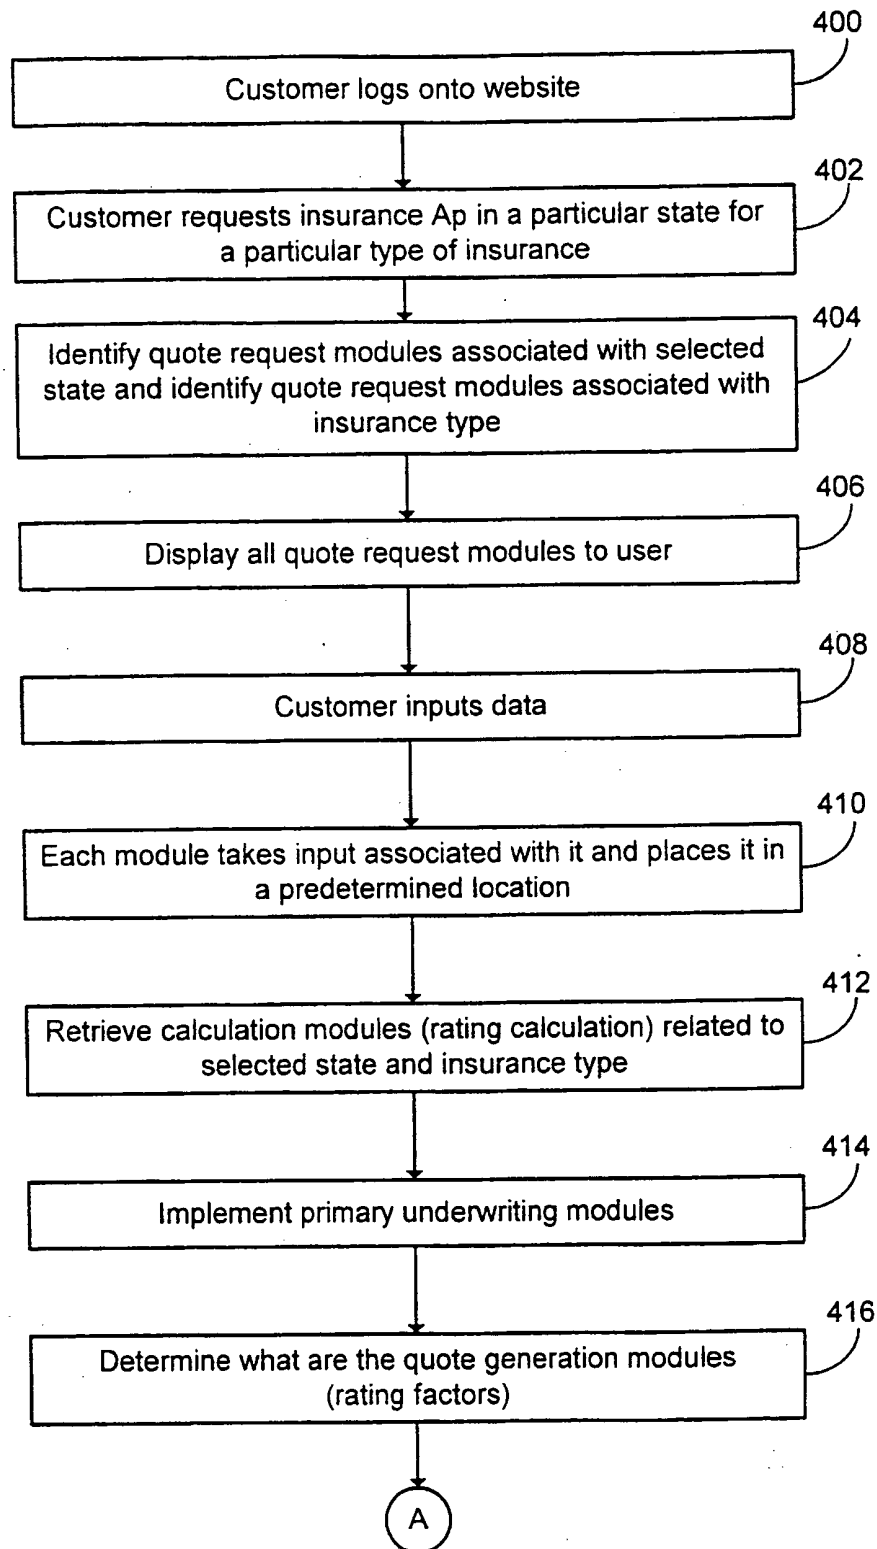 400
Customer logs onto website
402
Customer requests insurance Ap in a particular state for
a particular type of insurance
404
Identify quote request modules associated with selected
state and identify quote request modules associated with
insurance type
406
Display all quote request modules to user
408
Customer inputs data
410
Each module takes input associated with it and places it in
a predetermined location
412
Retrieve calculation modules (rating calculation) related to
selected state and insurance type
414
Implement primary underwriting modules
416
Determine what are the quote generation modules
(rating factors)
A